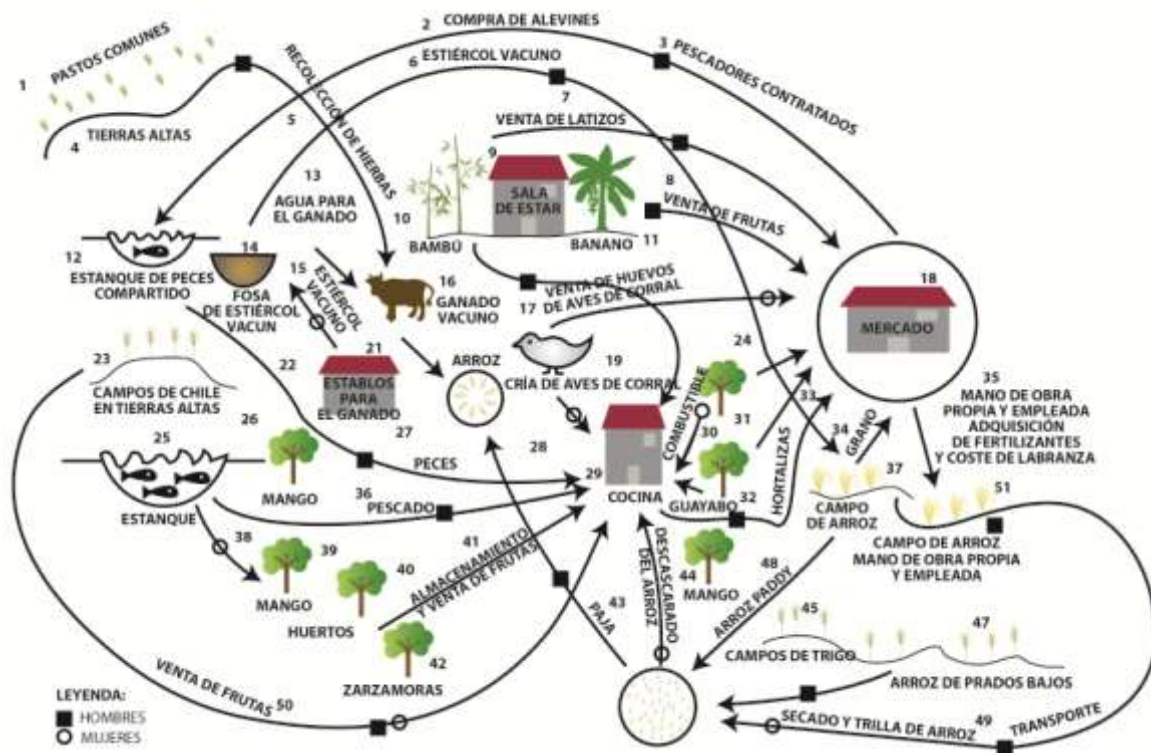 2
COMPRA DE ALEVINES
3
PESCADORES CONTRATADOS
1
PASTOS COMUNES
RECOLECCIÓN DE HIERBAS
6
ESTIÉRCOL VACUNO
7
4
TIERRAS ALTAS
5
VENTA DE LATIZOS
9
SALA
DE ESTAR
8
VENTA DE FRUTAS
13
AGUA PARA
EL GANADO
10
BAMBÚ
BANANO
11
12
ESTANQUE DE PECES
COMPARTIDO
14
FOSA
DE ESTIÉRCOL
VACUN
15
ESTIÉRCOL
VACUNO
16
GANADO
VACUNO
17
VENTA DE HUEVOS
DE AVES DE CORRAL
18
MERCADO
23
CAMPOS DE CHILE
EN TIERRAS ALTAS
22
21
ESTABLOS
PARA
EL GANADO
ARROZ
19
CRÍA DE AVES DE CORRAL
24
COMBUSTIBLE
31
33
34
GRANO
35
MANO DE OBRA
PROPIA Y EMPLEADA
ADQUISICIÓN
DE FERTILIZANTES
Y COSTE DE LABRANZA
25
ESTANQUE
26
MANGO
27
PECES
28
29
COCINA
30
GUAYABO
32
HORTALIZAS
37
CAMPO
DE ARROZ
51
CAMPO DE ARROZ
MANO DE OBRA PROPIA
Y EMPLEADA
36
PESCADO
38
MANGO
39
HUERTOS
40
41
ALMACENAMIENTO
Y VENTA DE FRUTAS
42
ZARZAMORAS
43
PAJA
DESCASCARADO
DEL ARROZ
44
MANGO
48
ARROZ PADDY
45
CAMPOS DE TRIGO
47
ARROZ DE PRADOS BAJOS
VENTA DE FRUTAS
50
SECADO Y TRILLA DE ARROZ
49
TRANSPORTE
LEYENDA:
HOMBRES
MUJERES